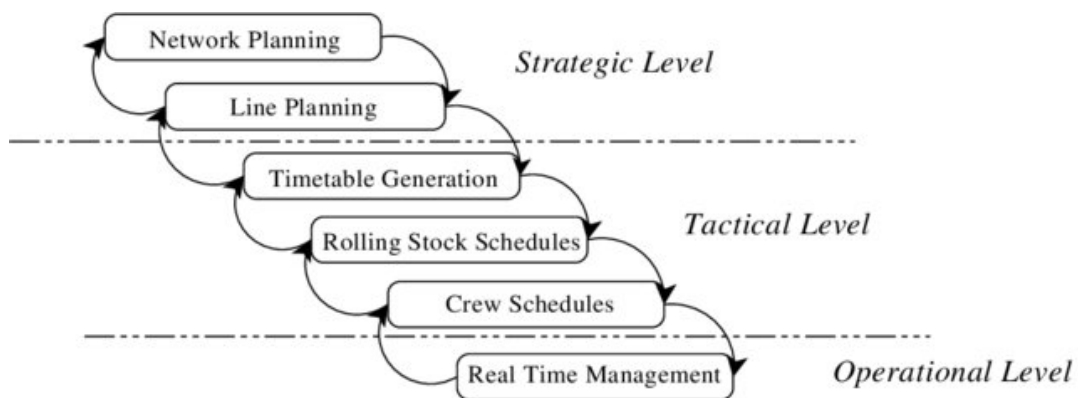 Network Planning
Strategic Level
Line Planning
Timetable Generation
Tactical Level
Rolling Stock Schedules
Crew Schedules
Real Time Management
Operational Level